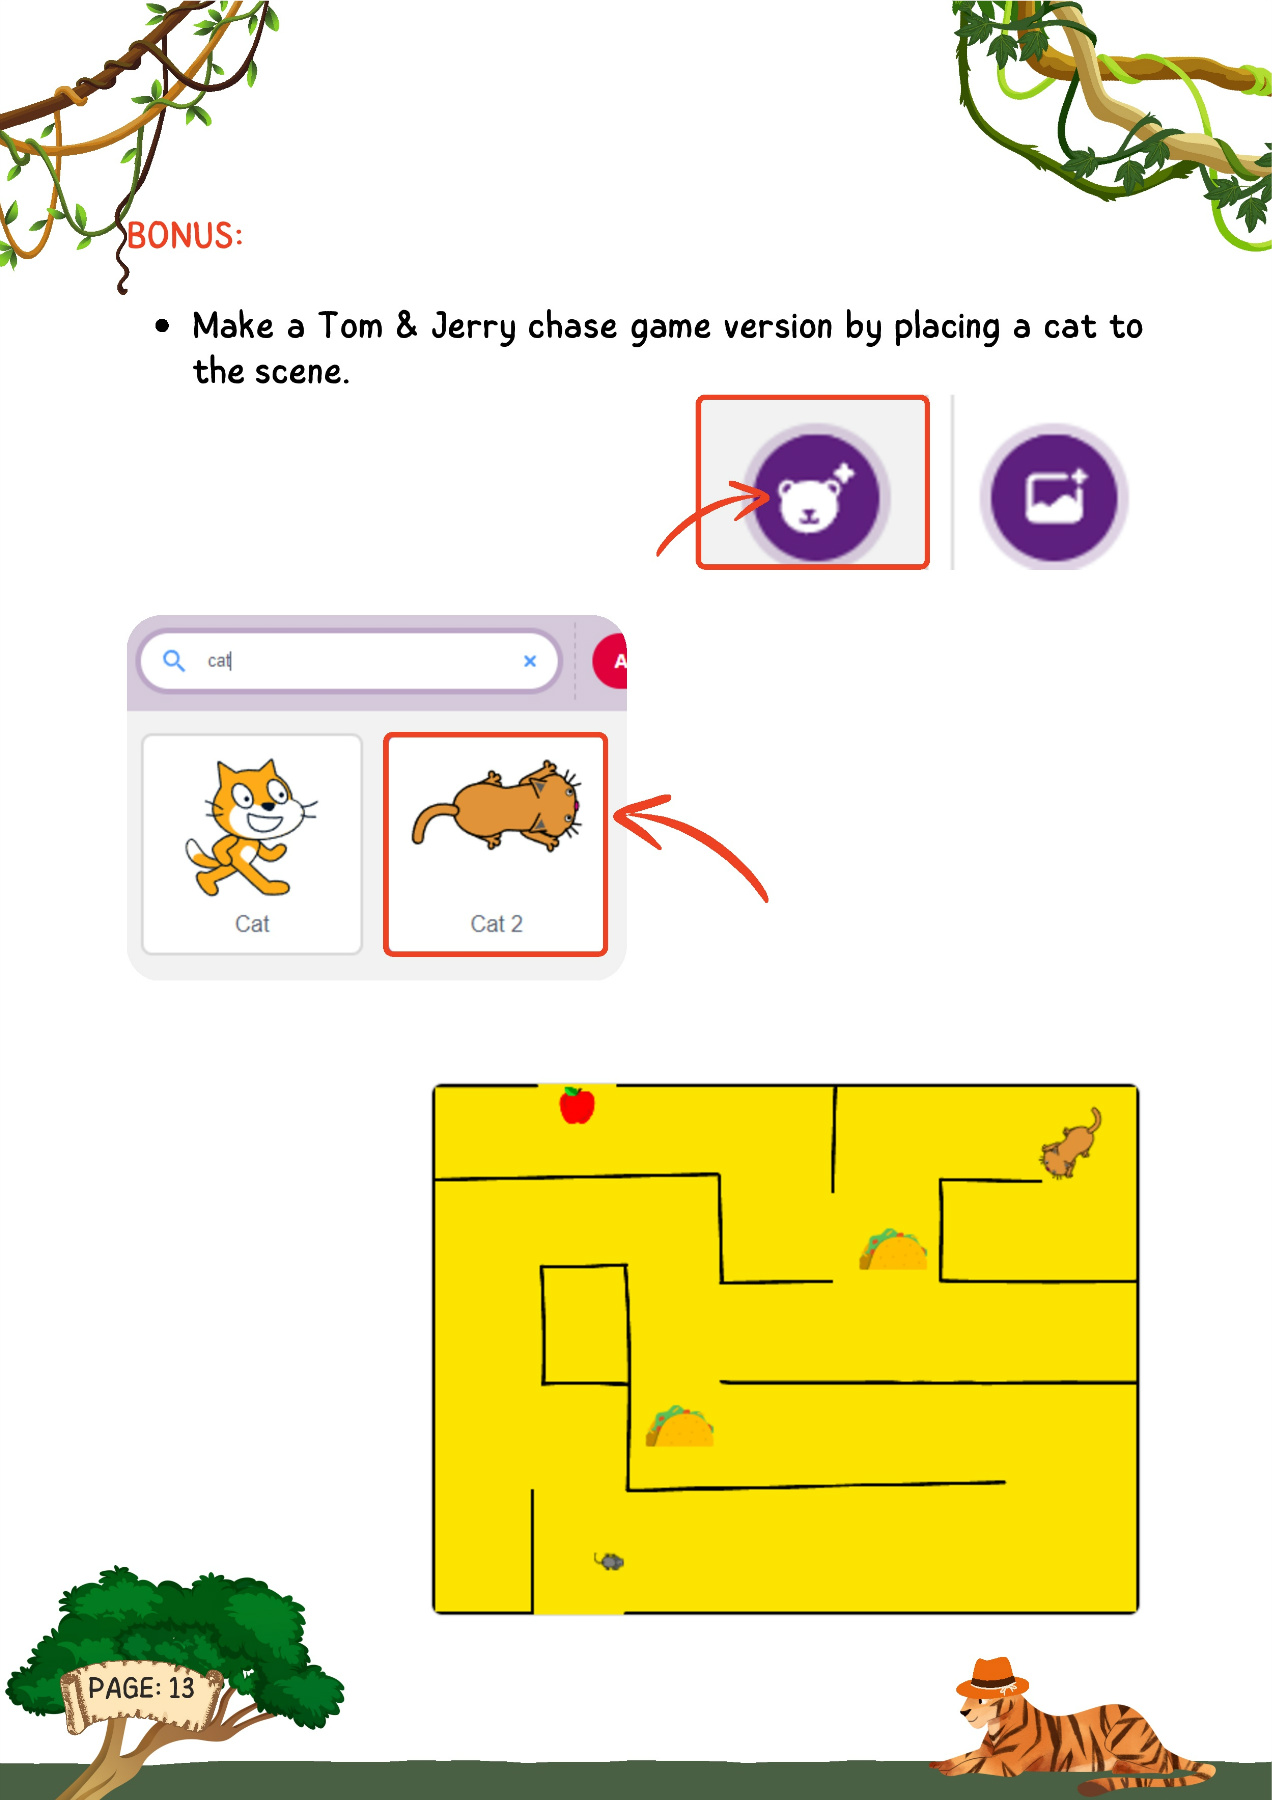 BONUS:
Make a Tom & Jerry chase game version by placing a cat to
the scene.
cat
A
Cat
Cat 2
PAGE: 13